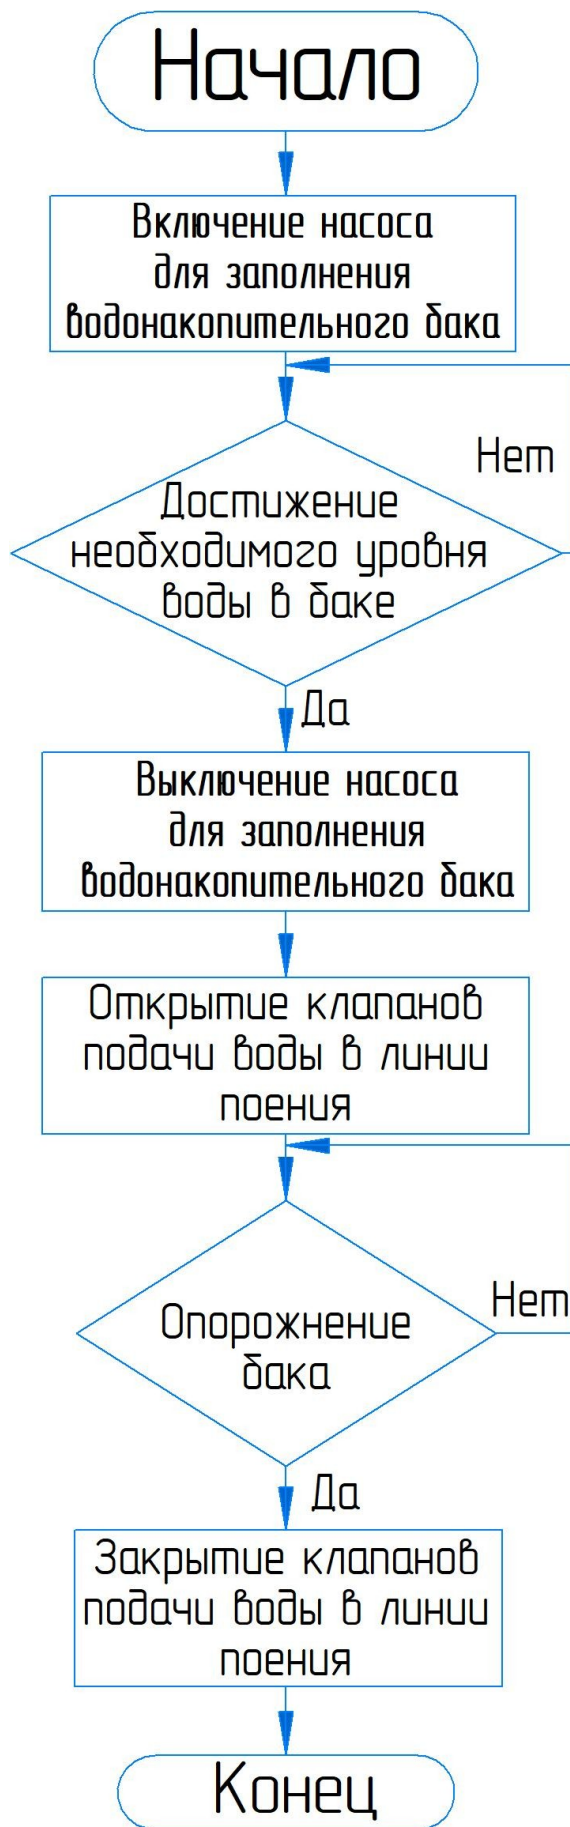 Начало
Включение насоса
для заполнения
водонакопительного бака
Нет
Достижение
необходимого уровня
воды в баке
Да
Выключение насоса
для заполнения
водонакопительного бака
Открытие клапанов
подачи воды в линии
поения
Нет
Опорожнение
бака
Да
Закрытие клапанов
подачи воды в линии
поения
Конец